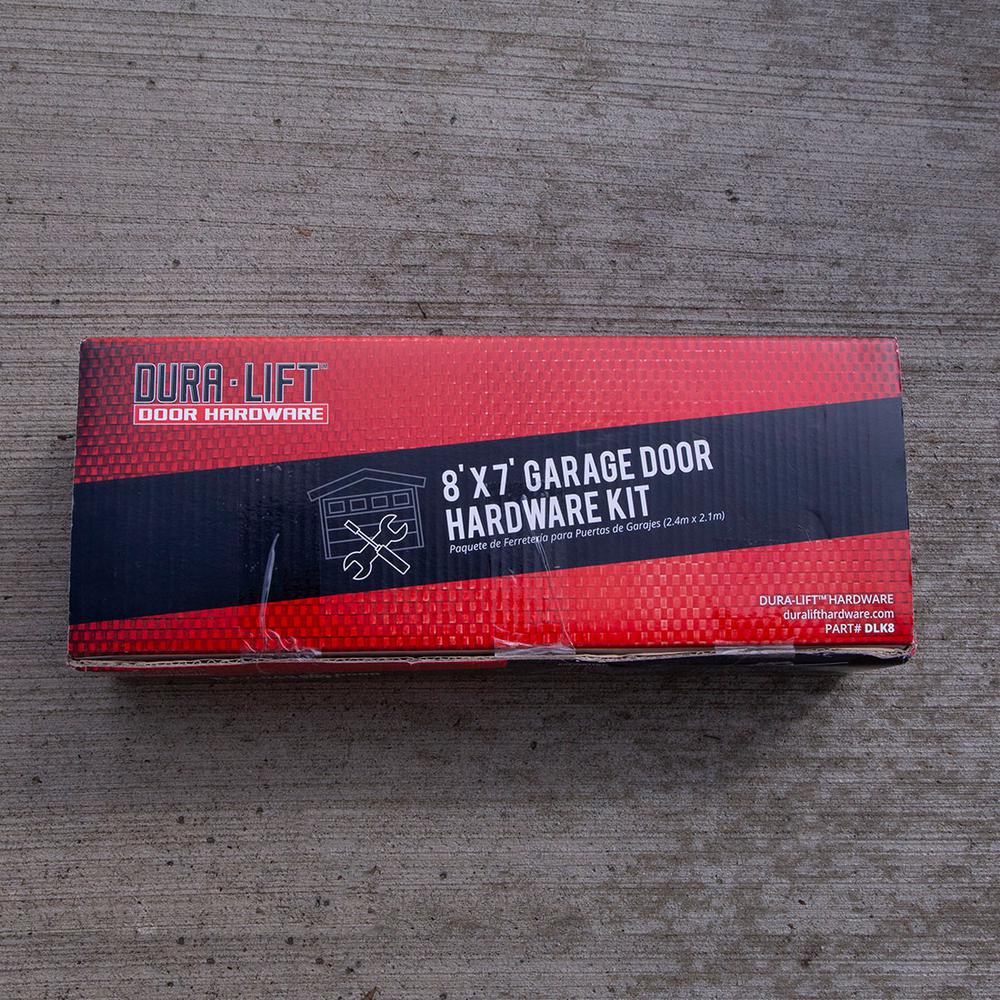 DURA·LIFT™
DOOR HARDWARE
8' X 7' GARAGE DOOR
HARDWARE KIT
Paquete de Ferretería para Puertas de Garajes (2.4m x 2.1m)
DURA-LIFT™ HARDWARE
duralifthardware.com
PART# DLK8